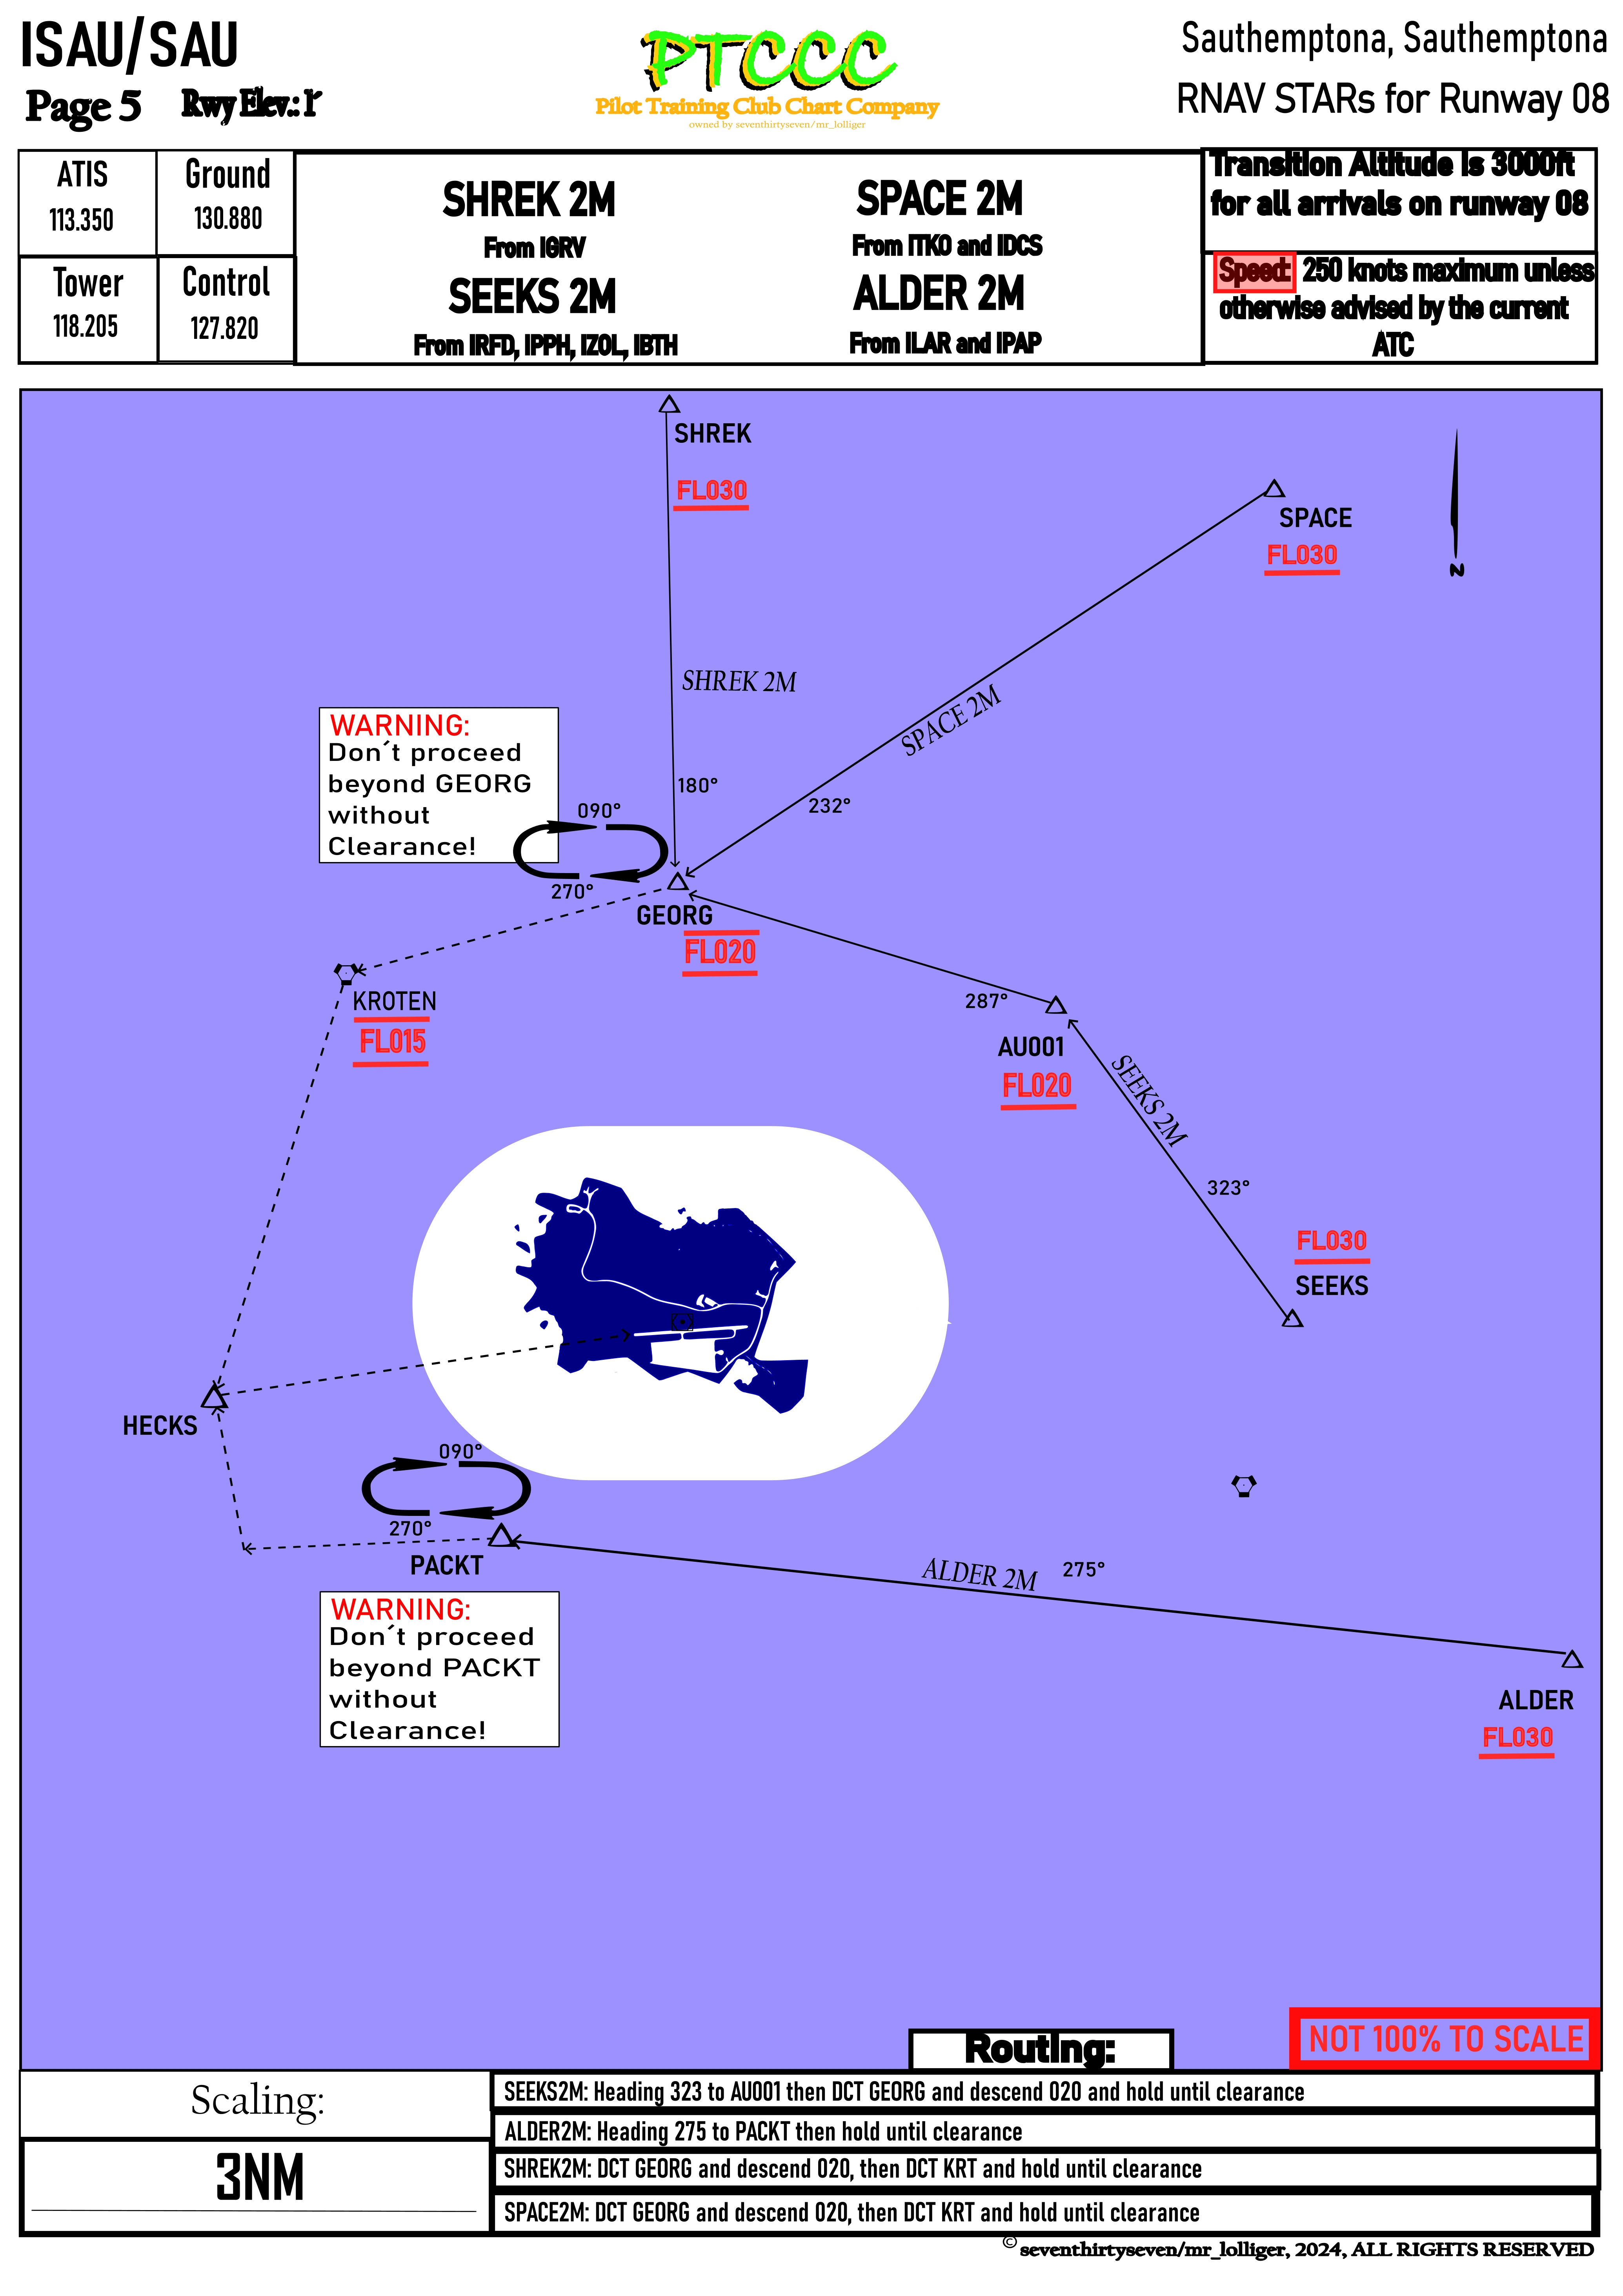 ISAU/SAU
Page 5 Rwy Elev.: 1'
PTCCC
Pilot Training Club Chart Company
owned by seventhirtyseven/mr_lolliger
Sauthemptona, Sauthemptona
RNAV STARs for Runway 08
ATIS
113.350
Ground
130.880
Tower
118.205
Control
127.820
SHREK 2M
From IGRV
SEEKS 2M
From IRFD, IPPH, IZOL, IBTH
SPACE 2M
From ITKO and IDCS
ALDER 2M
From ILAR and IPAP
Transition Altitude is 3000ft
for all arrivals on runway 08
Speed: 250 knots maximum unless
otherwise advised by the current
ATC
SHREK
FL030
SPACE
FL030
N
SHREK 2M
SPACE 2M
WARNING:
Don´t proceed
beyond GEORG
without
Clearance!
180°
232°
090°
270°
GEORG
FL020
KROTEN
FL015
287°
AU001
FL020
SEEKS 2M
323°
FL030
SEEKS
HECKS
090°
270°
PACKT
ALDER 2M
275°
WARNING:
Don´t proceed
beyond PACKT
without
Clearance!
ALDER
FL030
Routing:
NOT 100% TO SCALE
Scaling:
3NM
SEEKS2M: Heading 323 to AU001 then DCT GEORG and descend 020 and hold until clearance
ALDER2M: Heading 275 to PACKT then hold until clearance
SHREK2M: DCT GEORG and descend 020, then DCT KRT and hold until clearance
SPACE2M: DCT GEORG and descend 020, then DCT KRT and hold until clearance
© seventhirtyseven/mr_lolliger, 2024, ALL RIGHTS RESERVED